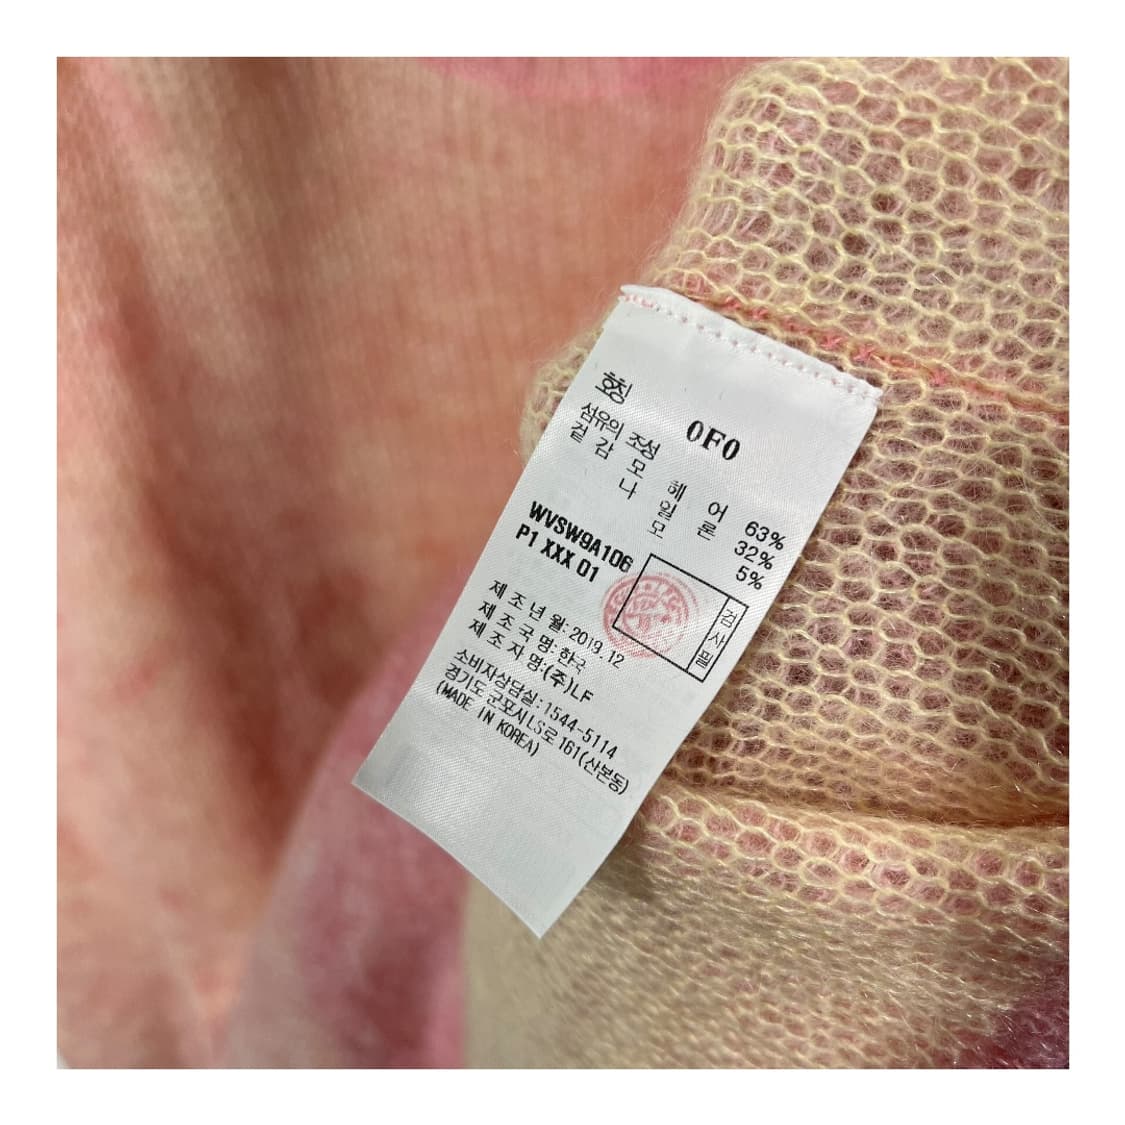 호칭 0F0
섬유의 조성
겉감 모헤어 63%
나일론 32%
모 5%
WVSW9A106
P1 XXX 01
검사필
제조년월: 2019.12
제조국명: 한국
제조자명:(주)LF
소비자상담실:1544-5114
경기도 군포시 LS로 161(산본동)
(MADE IN KOREA)